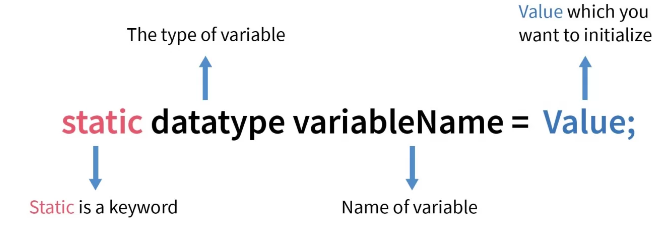 Value which you
want to initialize
The type of variable
static datatype variableName = Value;
Static is a keyword
Name of variable